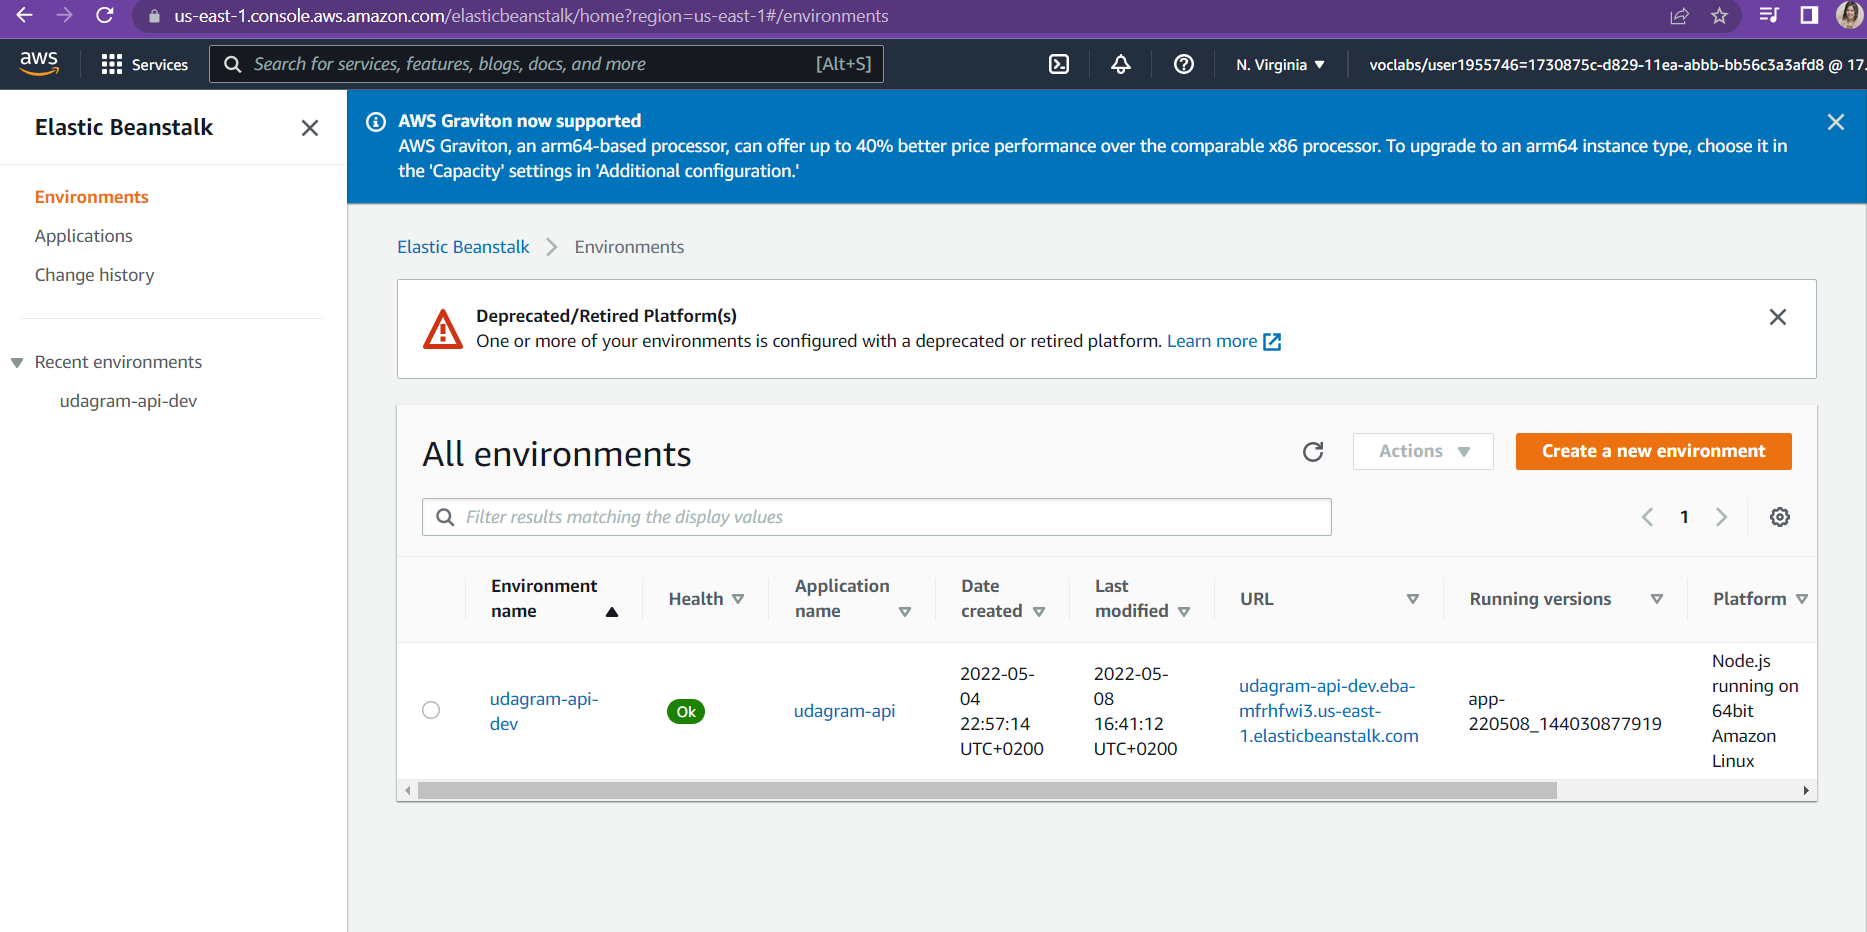 us-east-1.console.aws.amazon.com/elasticbeanstalk/home?region=us-east-1#/environments
aws
Services
Search for services, features, blogs, docs, and more
[Alt+S]
N. Virginia
voclabs/user1955746=1730875c-d829-11ea-abbb-bb56c3a3afd8 @ 17.
Elastic Beanstalk
Environments
Applications
Change history
Recent environments
udagram-api-dev
AWS Graviton now supported
AWS Graviton, an arm64-based processor, can offer up to 40% better price performance over the comparable x86 processor. To upgrade to an arm64 instance type, choose it in
the 'Capacity' settings in 'Additional configuration.'
Elastic Beanstalk
Environments
Deprecated/Retired Platform(s)
One or more of your environments is configured with a deprecated or retired platform. Learn more
All environments
Actions
Create a new environment
Filter results matching the display values
1
Environment
name
Health
Application
name
Date
created
Last
modified
URL
Running versions
Platform
udagram-api-
dev
Ok
udagram-api
2022-05-
04
22:57:14
UTC+0200
2022-05-
08
16:41:12
UTC+0200
udagram-api-dev.eba-
mfrhfwi3.us-east-
1.elasticbeanstalk.com
app-
220508_144030877919
Node.js
running on
64bit
Amazon
Linux